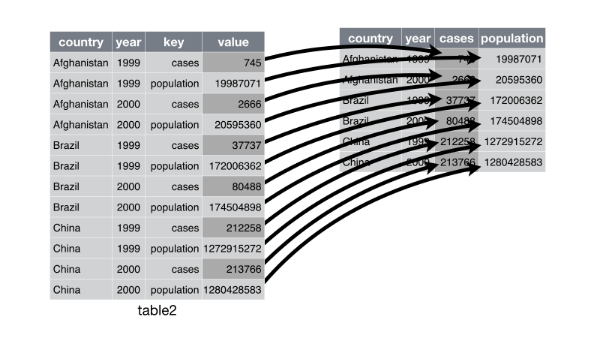 country year key value
Afghanistan 1999 cases 745
Afghanistan 1999 population 19987071
Afghanistan 2000 cases 2666
Afghanistan 2000 population 20595360
Brazil 1999 cases 37737
Brazil 1999 population 172006362
Brazil 2000 cases 80488
Brazil 2000 population 174504898
China 1999 cases 212258
China 1999 population 1272915272
China 2000 cases 213766
China 2000 population 1280428583
table2
country year cases population
Afghanistan 1999 745 19987071
Afghanistan 2000 2666 20595360
Brazil 1999 37737 172006362
Brazil 2000 80488 174504898
China 1999 212258 1272915272
China 2000 213766 1280428583